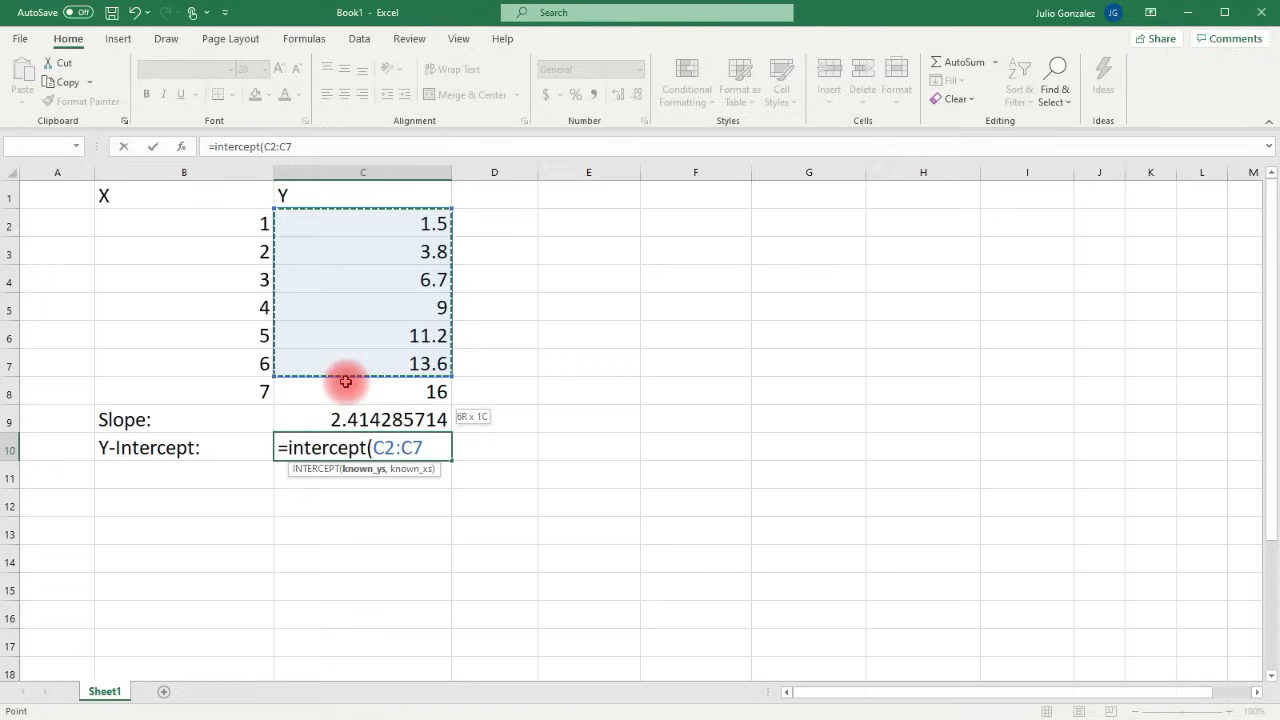 AutoSave Off Book1 - Excel Search Julio Gonzalez JG
File Home Insert Draw Page Layout Formulas Data Review View Help Share Comments
Paste Cut Copy Format Painter
20
B I U A
Wrap Text
Merge & Center
General
$ % 9
Conditional Formatting Format as Table Cell Styles
Insert Delete Format
AutoSum
Fill
Clear
Sort & Filter Find & Select
Ideas
Clipboard Font Alignment Number Styles Cells Editing Ideas
fx =intercept(C2:C7
A B C D E F G H I J K L M
1 X Y
2 1 1.5
3 2 3.8
4 3 6.7
5 4 9
6 5 11.2
7 6 13.6
8 7 16
9 Slope: 2.414285714 6R x 1C
10 Y-Intercept: =intercept(C2:C7
INTERCEPT(known_ys, known_xs)
11
12
13
14
15
16
17
18
Sheet1
Point 100%